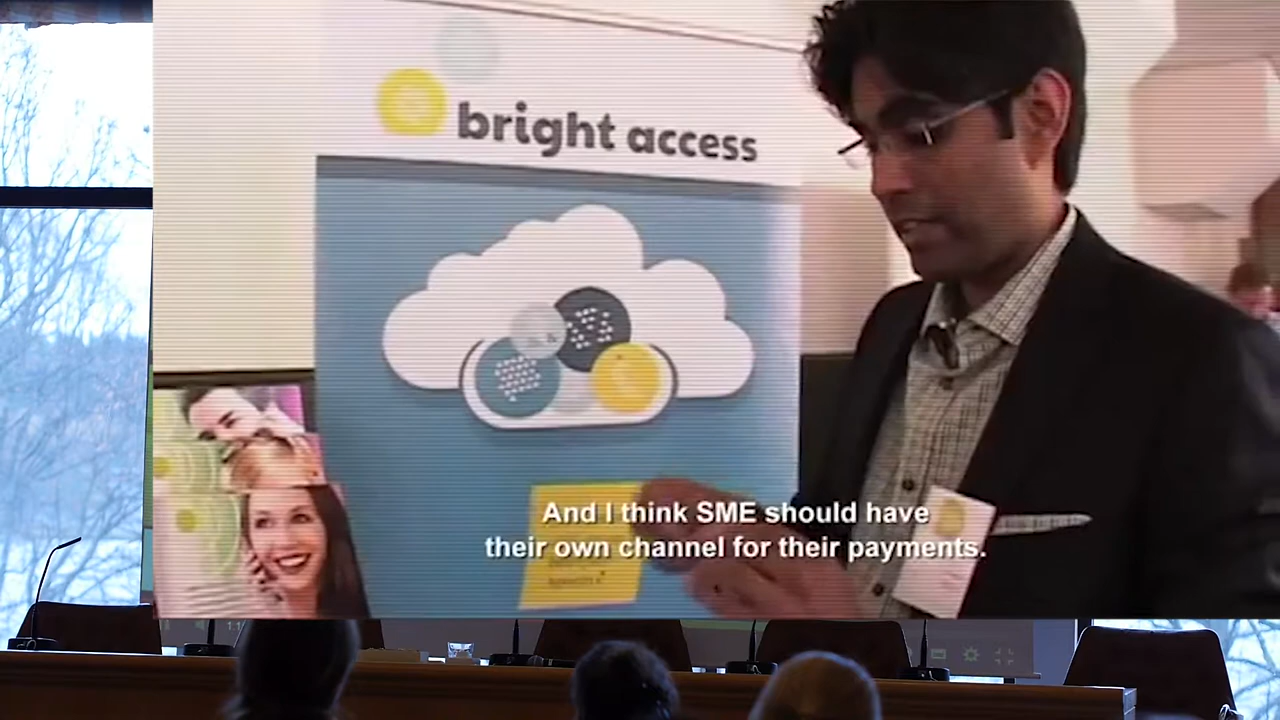 bright access
And I think SME should have
their own channel for their payments.